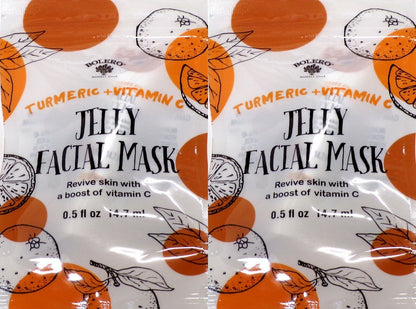 BOLERO
TURMERIC + VITAMIN C
JELLY
FACIAL MASK
Revive skin with
a boost of vitamin C
0.5 fl oz 14.7 ml
BOLERO
TURMERIC + VITAMIN C
JELLY
FACIAL MASK
Revive skin with
a boost of vitamin C
0.5 fl oz 14.7 ml